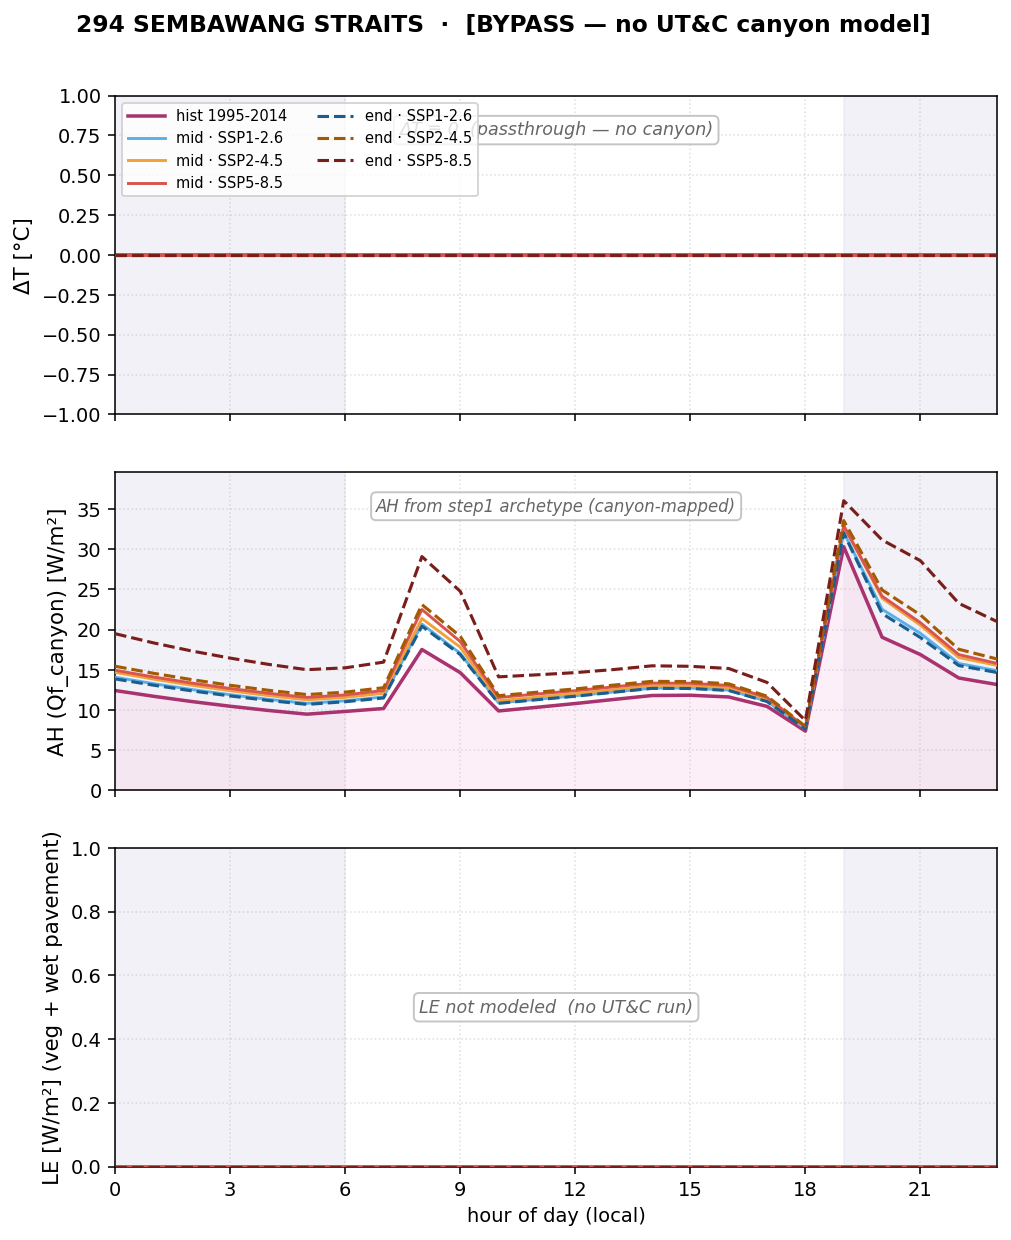 294 SEMBAWANG STRAITS · [BYPASS — no UT&C canyon model]
1.00
0.75
0.50
0.25
0.00
−0.25
−0.50
−0.75
−1.00
ΔT [°C]
hist 1995-2014
mid · SSP1-2.6
mid · SSP2-4.5
mid · SSP5-8.5
end · SSP1-2.6
end · SSP2-4.5
end · SSP5-8.5
(passthrough — no canyon)
35
30
25
20
15
10
5
0
AH (Qf_canyon) [W/m²]
AH from step1 archetype (canyon-mapped)
1.0
0.8
0.6
0.4
0.2
0.0
LE [W/m²] (veg + wet pavement)
LE not modeled (no UT&C run)
0 3 6 9 12 15 18 21
hour of day (local)